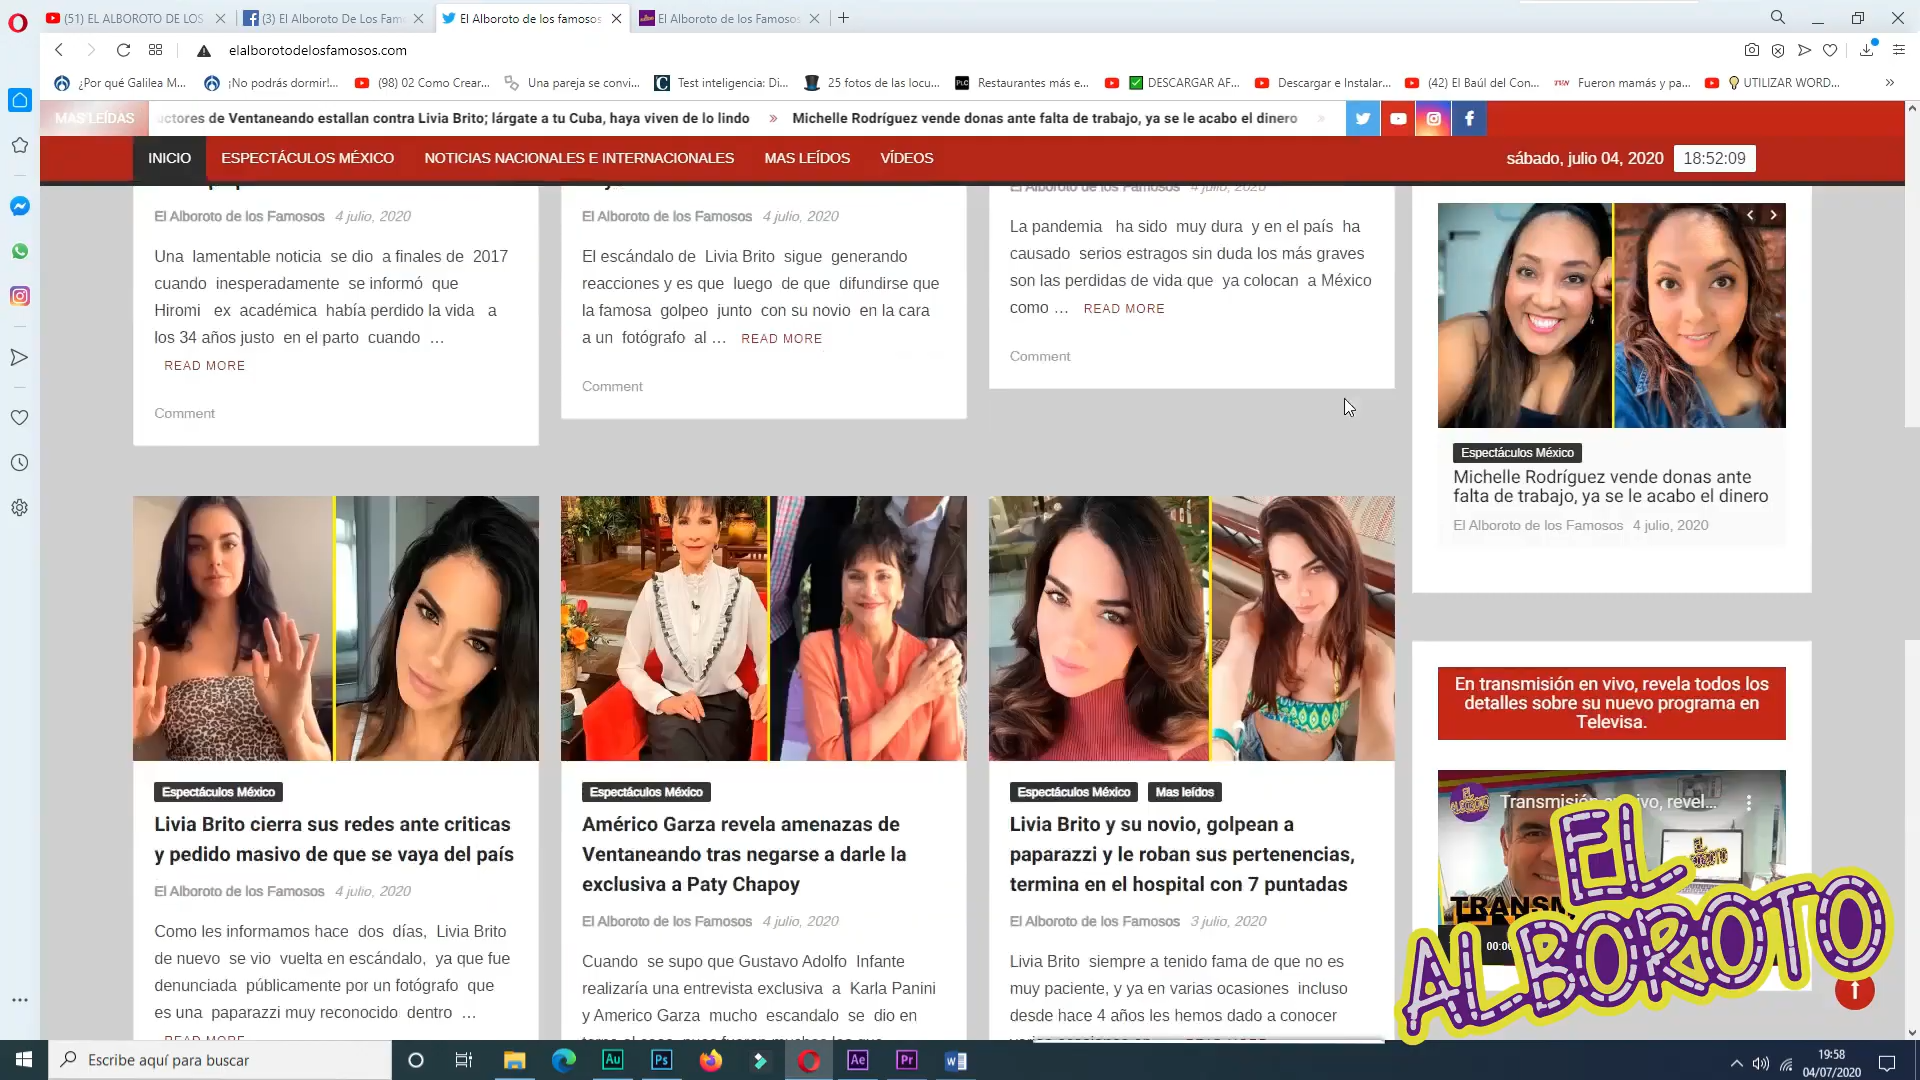 (51) EL ALBOROTO DE LOS
(3) El Alboroto De Los Fam
El Alboroto de los famosos
El Alboroto de los Famosos
elalborotodelosfamosos.com
¿Por qué Galilea M...
¡No podrás dormir!...
(98) 02 Como Crear...
Una pareja se convi...
Test inteligencia: Di...
25 fotos de las locu...
Restaurantes más e...
DESCARGAR AF...
Descargar e Instalar...
(42) El Baúl del Con...
Fueron mamás y pa...
UTILIZAR WORD...
MAS LEÍDAS
uctores de Ventaneando estallan contra Livia Brito; lárgate a tu Cuba, haya viven de lo lindo » Michelle Rodríguez vende donas ante falta de trabajo, ya se le acabo el dinero »
INICIO ESPECTÁCULOS MÉXICO NOTICIAS NACIONALES E INTERNACIONALES MAS LEÍDOS VÍDEOS
sábado, julio 04, 2020 18:52:09
El Alboroto de los Famosos 4 julio, 2020
Una lamentable noticia se dio a finales de 2017
cuando inesperadamente se informó que
Hiromi ex académica había perdido la vida a
los 34 años justo en el parto cuando …
READ MORE
Comment
El Alboroto de los Famosos 4 julio, 2020
El escándalo de Livia Brito sigue generando
reacciones y es que luego de que difundirse que
la famosa golpeo junto con su novio en la cara
a un fotógrafo al … READ MORE
Comment
El Alboroto de los Famosos 4 julio, 2020
La pandemia ha sido muy dura y en el país ha
causado serios estragos sin duda los más graves
son las perdidas de vida que ya colocan a México
como … READ MORE
Comment
Espectáculos México
Michelle Rodríguez vende donas ante
falta de trabajo, ya se le acabo el dinero
El Alboroto de los Famosos 4 julio, 2020
Espectáculos México
Livia Brito cierra sus redes ante criticas
y pedido masivo de que se vaya del país
El Alboroto de los Famosos 4 julio, 2020
Como les informamos hace dos días, Livia Brito
de nuevo se vio vuelta en escándalo, ya que fue
denunciada públicamente por un fotógrafo que
es una paparazzi muy reconocido dentro …
READ MORE
Espectáculos México
Américo Garza revela amenazas de
Ventaneando tras negarse a darle la
exclusiva a Paty Chapoy
El Alboroto de los Famosos 4 julio, 2020
Cuando se supo que Gustavo Adolfo Infante
realizaría una entrevista exclusiva a Karla Panini
y Americo Garza mucho escandalo se dio en
Espectáculos México Mas leídos
Livia Brito y su novio, golpean a
paparazzi y le roban sus pertenencias,
termina en el hospital con 7 puntadas
El Alboroto de los Famosos 3 julio, 2020
Livia Brito siempre a tenido fama de que no es
muy paciente, y ya en varias ocasiones incluso
desde hace 4 años les hemos dado a conocer
En transmisión en vivo, revela todos los
detalles sobre su nuevo programa en
Televisa.
EL ALBOROTO
EL
ALBOROTO
Escribe aquí para buscar
19:58
04/07/2020